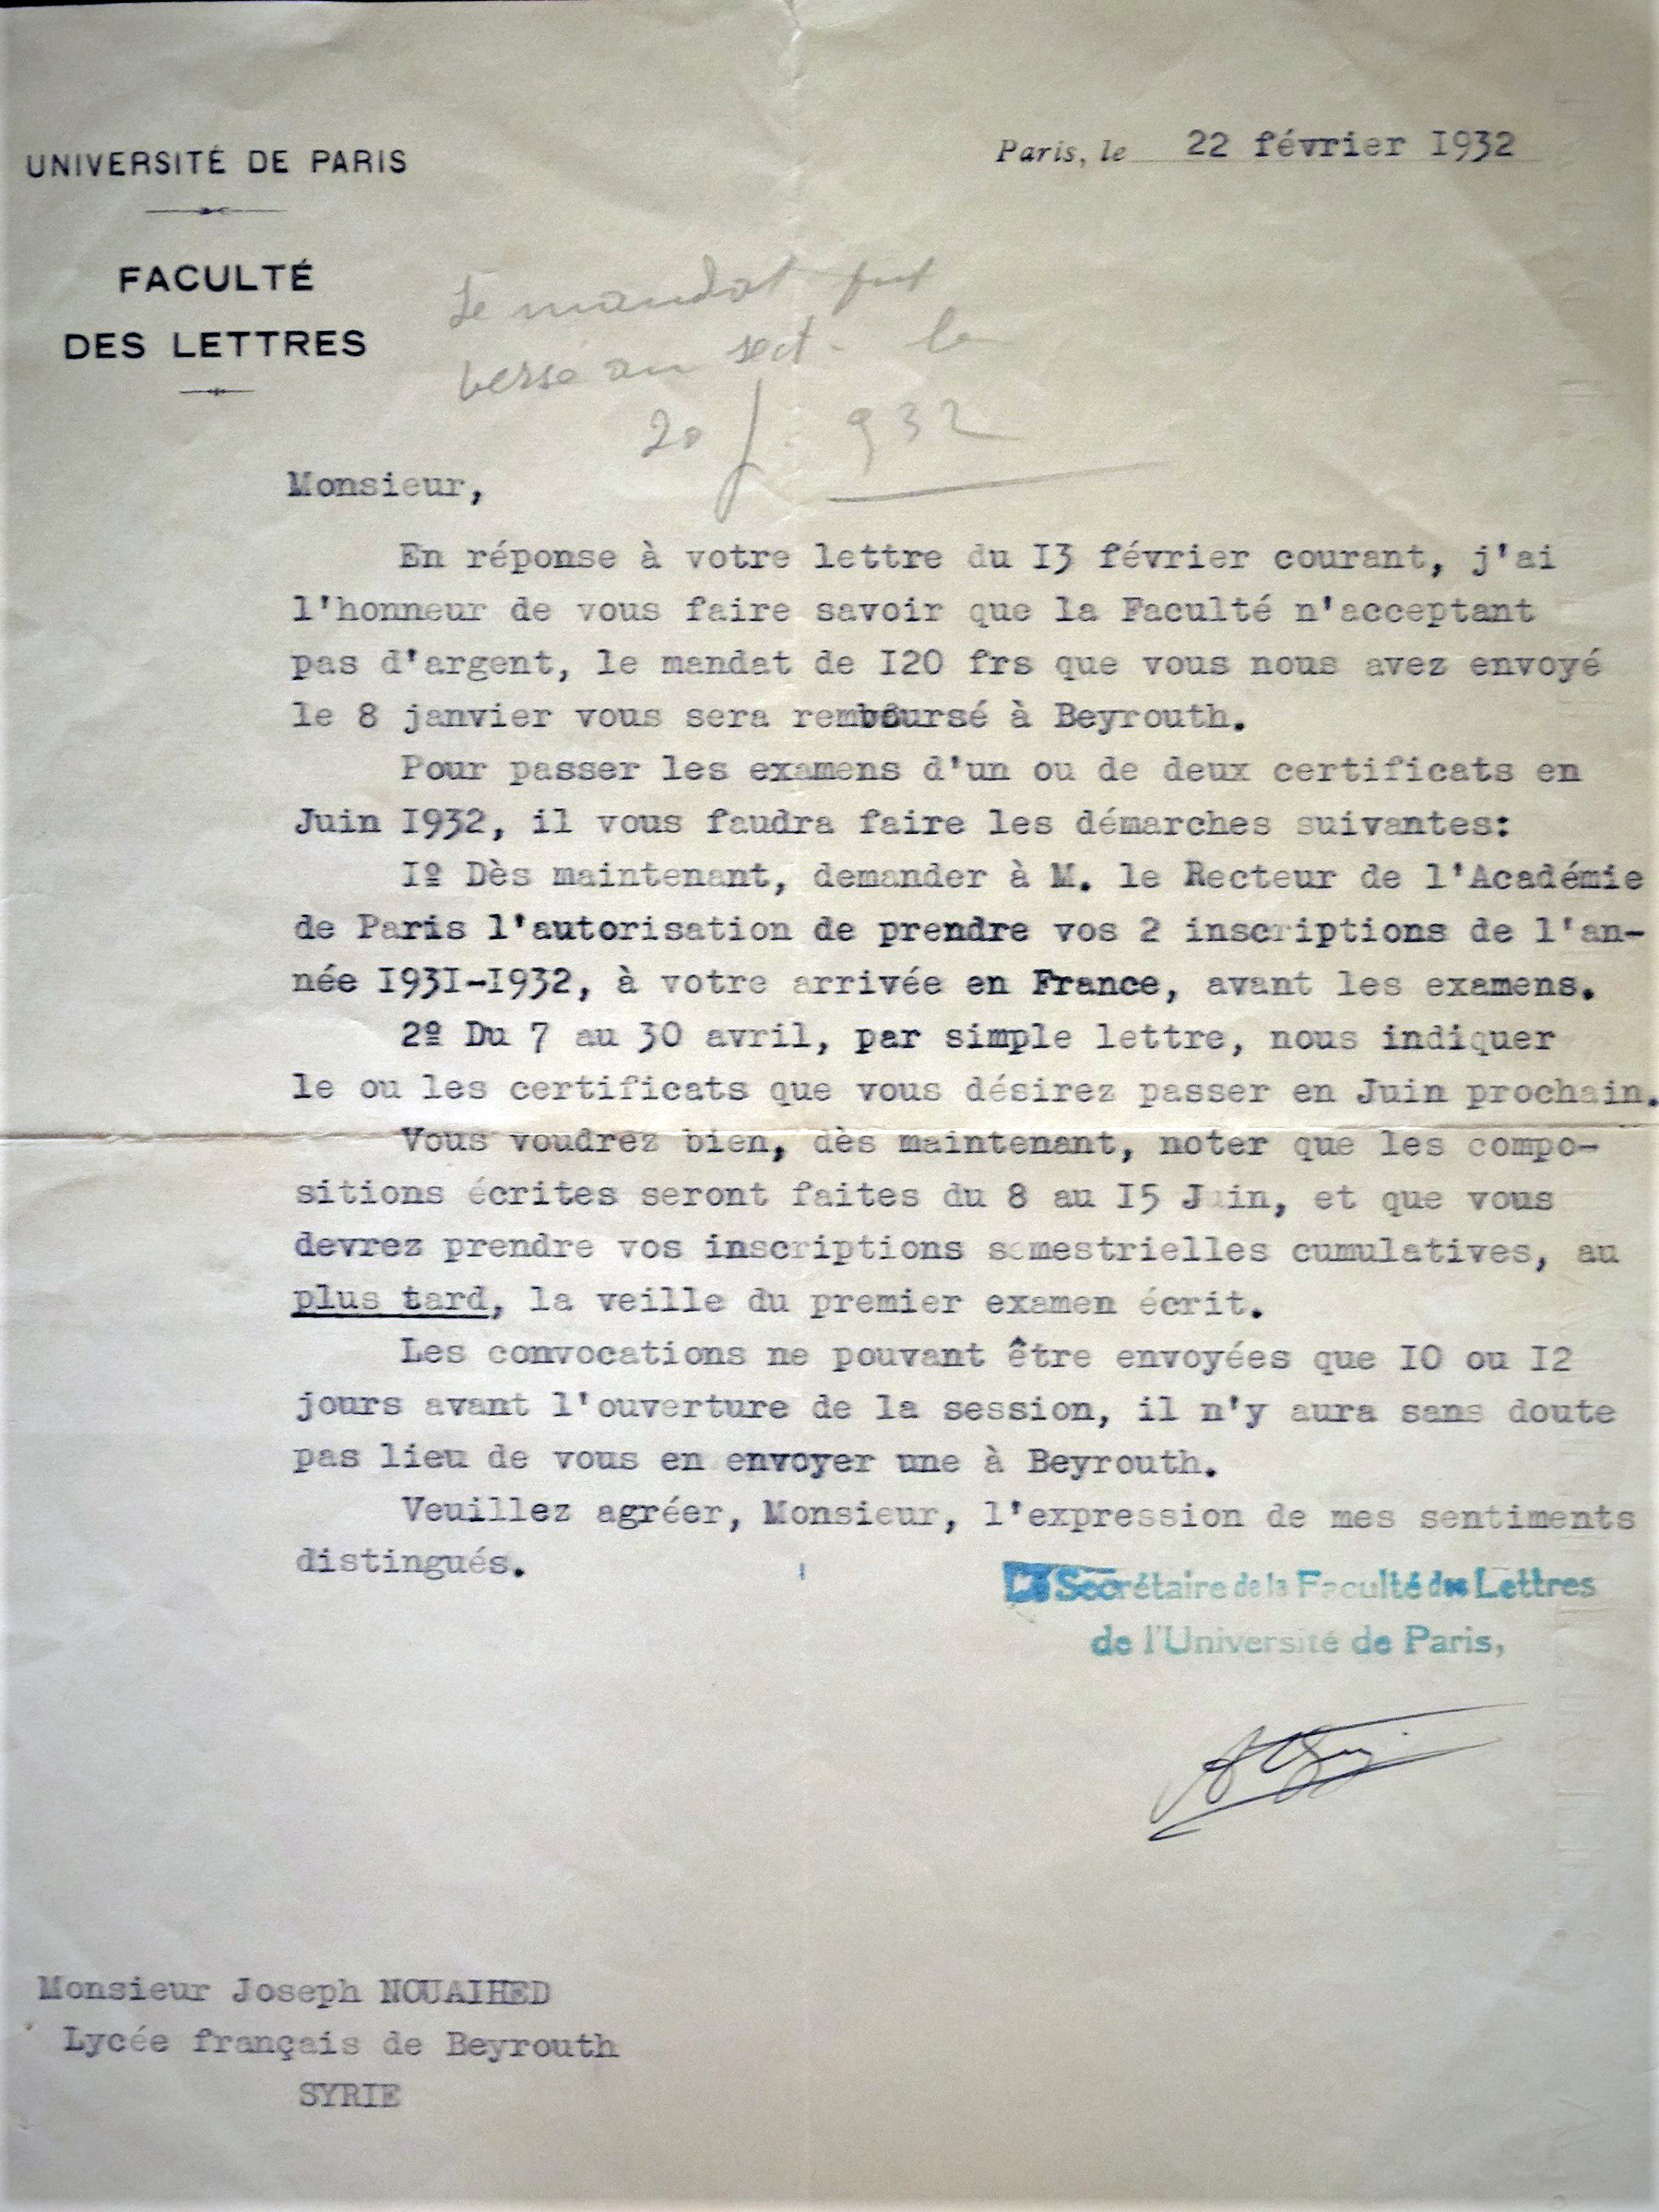 UNIVERSITÉ DE PARIS
Paris, le 22 février 1932
FACULTÉ
DES LETTRES
Le mandat fut
versé au sect. le
20 f. 932
Monsieur,
En réponse à votre lettre du I3 février courant, j'ai
l'honneur de vous faire savoir que la Faculté n'acceptant
pas d'argent, le mandat de I20 frs que vous nous avez envoyé
le 8 janvier vous sera remboursé à Beyrouth.
Pour passer les examens d'un ou de deux certificats en
Juin I932, il vous faudra faire les démarches suivantes:
Iº Dès maintenant, demander à M. le Recteur de l'Académie
de Paris l'autorisation de prendre vos 2 inscriptions de l'an-
née I93I-I932, à votre arrivée en France, avant les examens.
2º Du 7 au 30 avril, par simple lettre, nous indiquer
le ou les certificats que vous désirez passer en Juin prochain.
Vous voudrez bien, dès maintenant, noter que les compo-
sitions écrites seront faites du 8 au I5 Juin, et que vous
devrez prendre vos inscriptions semestrielles cumulatives, au
plus tard, la veille du premier examen écrit.
Les convocations ne pouvant être envoyées que IO ou I2
jours avant l'ouverture de la session, il n'y aura sans doute
pas lieu de vous en envoyer une à Beyrouth.
Veuillez agréer, Monsieur, l'expression de mes sentiments
distingués.
Le Secrétaire de la Faculté des Lettres
de l'Université de Paris,
Monsieur Joseph NOUAIHED
Lycée français de Beyrouth
SYRIE